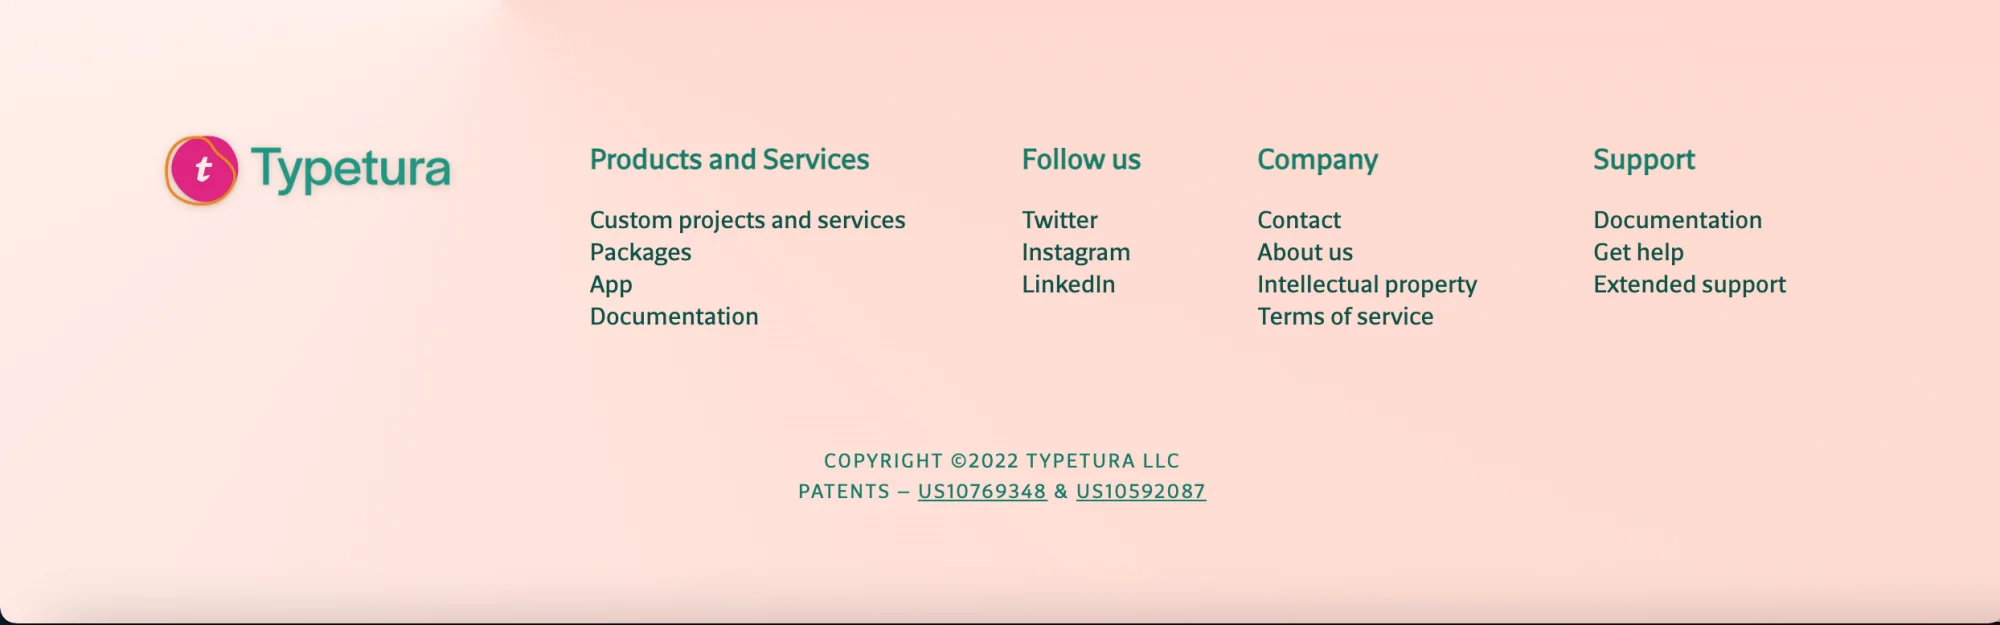 t Typetura
Products and Services
Custom projects and services
Packages
App
Documentation
Follow us
Twitter
Instagram
LinkedIn
Company
Contact
About us
Intellectual property
Terms of service
Support
Documentation
Get help
Extended support
COPYRIGHT ©2022 TYPETURA LLC
PATENTS – US10769348 & US10592087